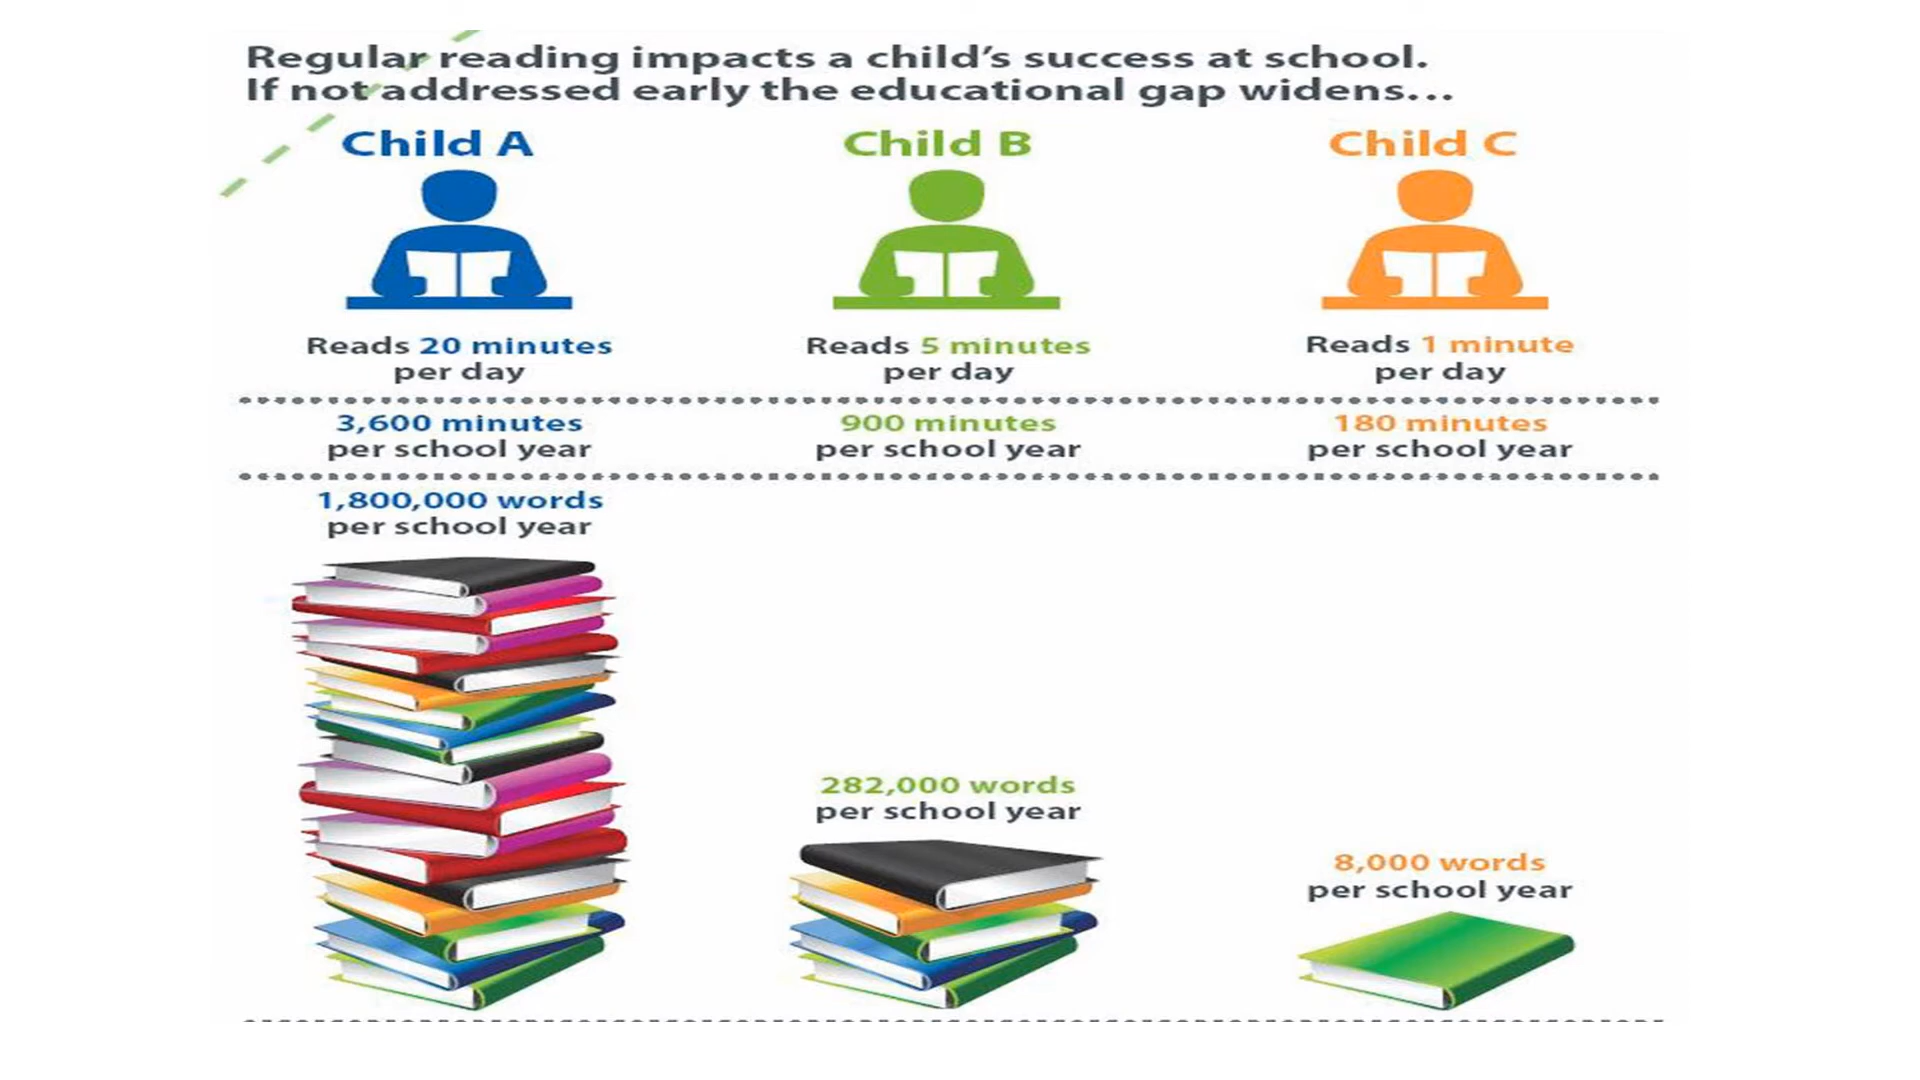 Regular reading impacts a child's success at school.
If not addressed early the educational gap widens...
Child A
Child B
Child C
Reads 20 minutes
per day
Reads 5 minutes
per day
Reads 1 minute
per day
3,600 minutes
per school year
900 minutes
per school year
180 minutes
per school year
1,800,000 words
per school year
282,000 words
per school year
8,000 words
per school year